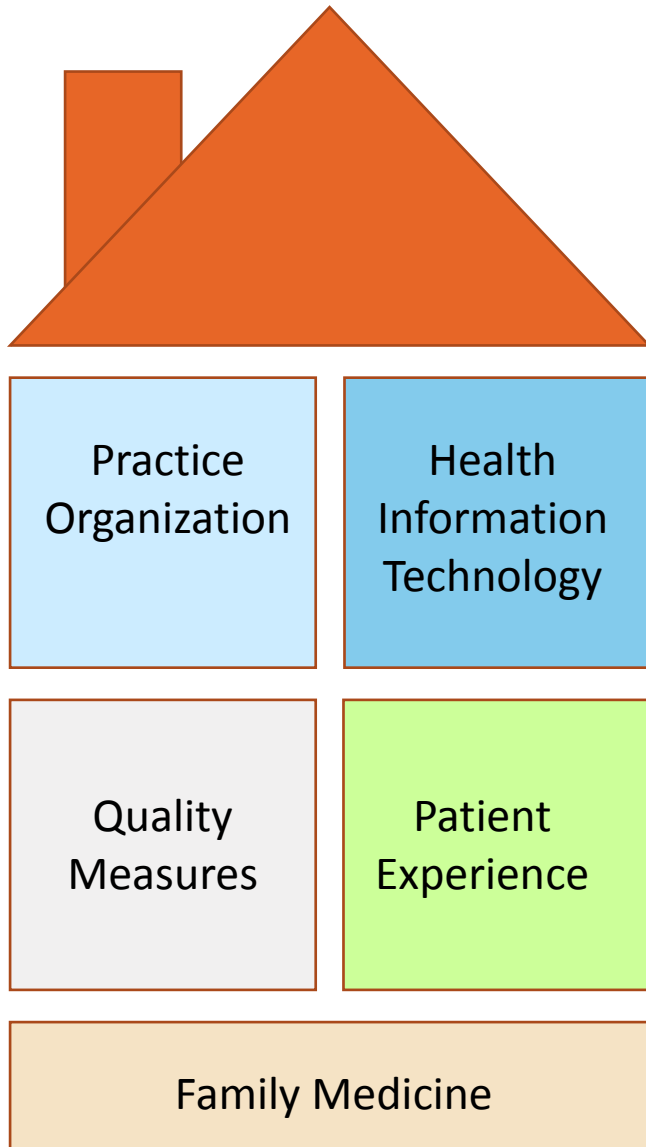 Practice
Organization
Health
Information
Technology
Quality
Measures
Patient
Experience
Family Medicine